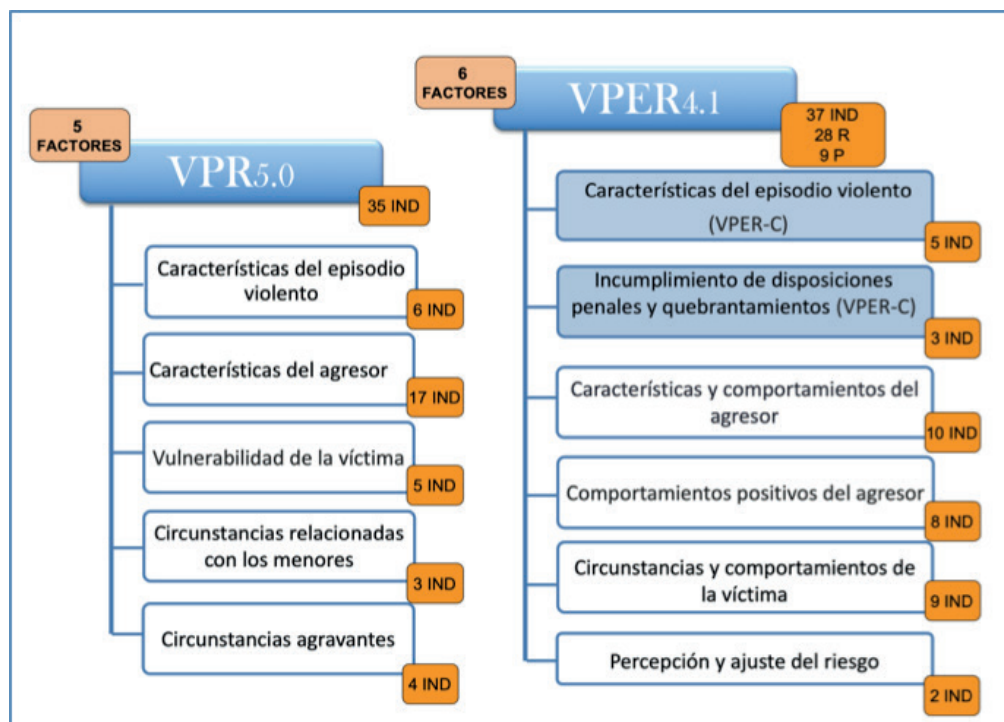 5
FACTORES
VPR5.0
35 IND
Característícas del episodio
violento
6 IND
Característícas del agresor
17 IND
Vulnerabilidad de la víctima
5 IND
Circunstancias relacionadas
con los menores
3 IND
Circunstancias agravantes
4 IND
6
FACTORES
VPER4.1
37 IND
28 R
9 P
Característícas del episodio violento
(VPER-C)
5 IND
Incumplimiento de disposiciones
penales y quebrantamientos (VPER-C)
3 IND
Característícas y comportamientos del
agresor
10 IND
Comportamientos positivos del agresor
8 IND
Circunstancias y comportamientos de
la víctima
9 IND
Percepción y ajuste del riesgo
2 IND